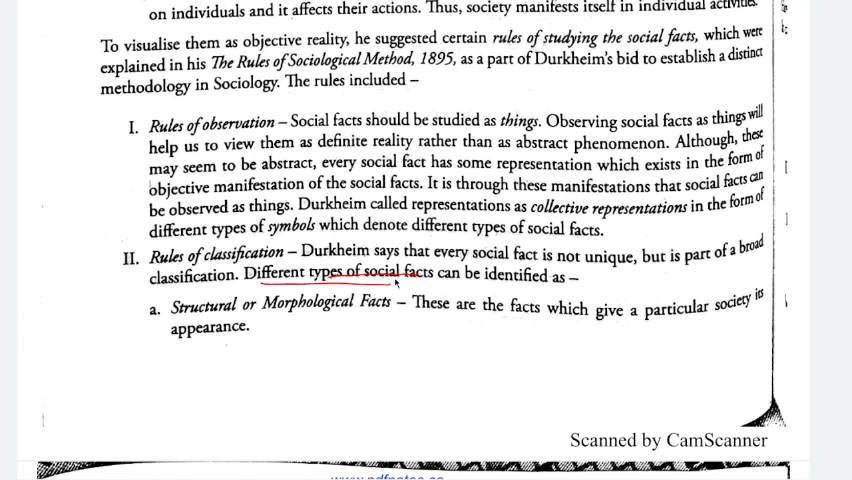 on individuals and it affects their actions. Thus, society manifests itself in individual activities.
To visualise them as objective reality, he suggested certain rules of studying the social facts, which were
explained in his The Rules of Sociological Method, 1895, as a part of Durkheim's bid to establish a distinct
methodology in Sociology. The rules included –
I. Rules of observation – Social facts should be studied as things. Observing social facts as things will
help us to view them as definite reality rather than as abstract phenomenon. Although, these
may seem to be abstract, every social fact has some representation which exists in the form of
objective manifestation of the social facts. It is through these manifestations that social facts can
be observed as things. Durkheim called representations as collective representations in the form of
different types of symbols which denote different types of social facts.
II. Rules of classification – Durkheim says that every social fact is not unique, but is part of a broad
classification. Different types of social facts can be identified as –
a. Structural or Morphological Facts – These are the facts which give a particular society its
appearance.
Scanned by CamScanner